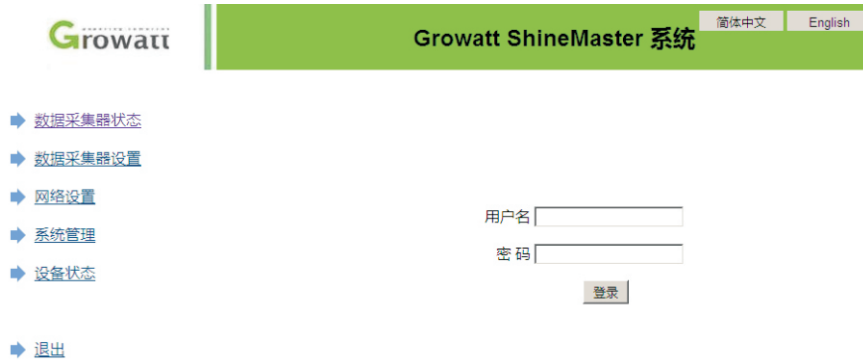 Growatt
Growatt ShineMaster 系统
简体中文
English
数据采集器状态
数据采集器设置
网络设置
系统管理
设备状态
退出
用户名
密 码
登录